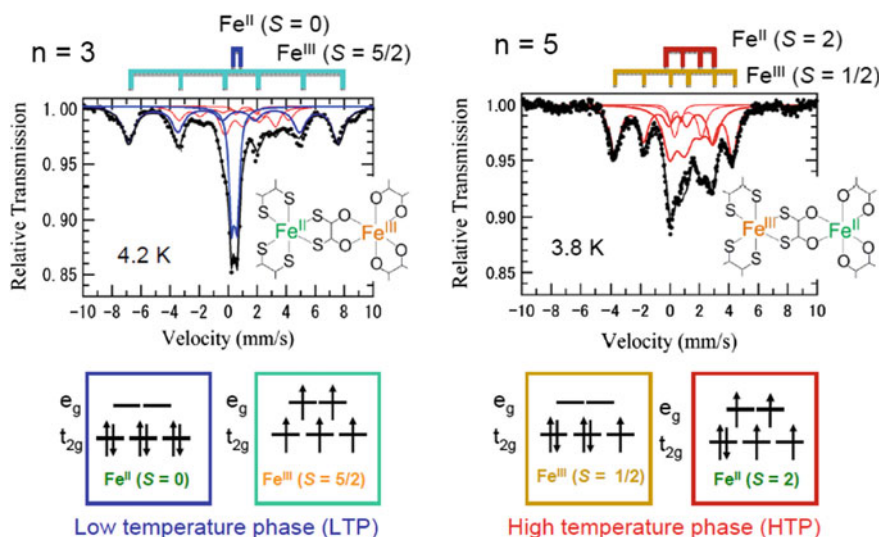 n = 3
Fe^II (S = 0)
Fe^III (S = 5/2)
Relative Transmission
1.00
0.95
0.90
0.85
4.2 K
S
S
S
S
S
S
Fe^II
O
O
Fe^III
O
O
O
O
-10 -8 -6 -4 -2 0 2 4 6 8 10
Velocity (mm/s)
n = 5
Fe^II (S = 2)
Fe^III (S = 1/2)
Relative Transmission
1.00
0.95
0.90
0.85
3.8 K
S
S
S
S
S
S
Fe^III
O
O
Fe^II
O
O
O
O
-10 -8 -6 -4 -2 0 2 4 6 8 10
Velocity (mm/s)
e_g
t_2g
Fe^II (S = 0)
e_g
t_2g
Fe^III (S = 5/2)
Low temperature phase (LTP)
e_g
t_2g
Fe^III (S = 1/2)
e_g
t_2g
Fe^II (S = 2)
High temperature phase (HTP)